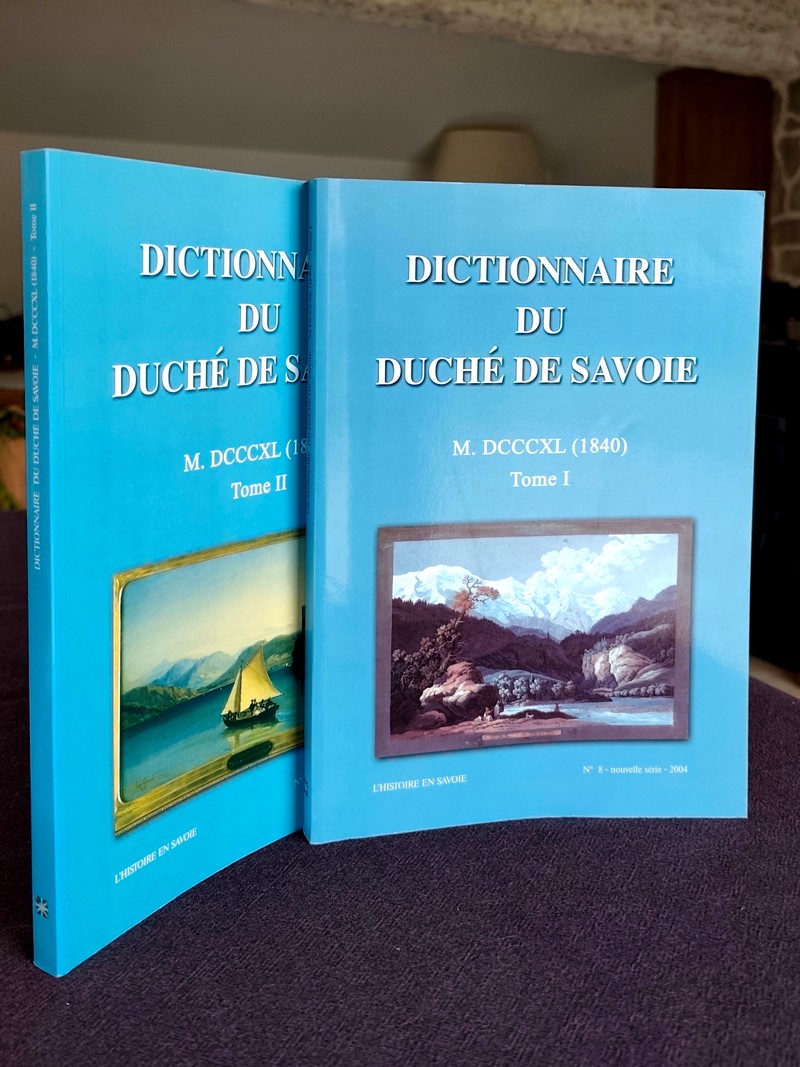 DICTIONNAIRE DU DUCHÉ DE SAVOIE - M. DCCCXL (1840) - Tome II
DICTIONNA
DU
DUCHÉ DE SA
M. DCCCXL (18
Tome II
L'HISTOIRE EN SAVOIE
DICTIONNAIRE
DU
DUCHÉ DE SAVOIE
M. DCCCXL (1840)
Tome I
L'HISTOIRE EN SAVOIE
N° 8 - nouvelle série - 2004